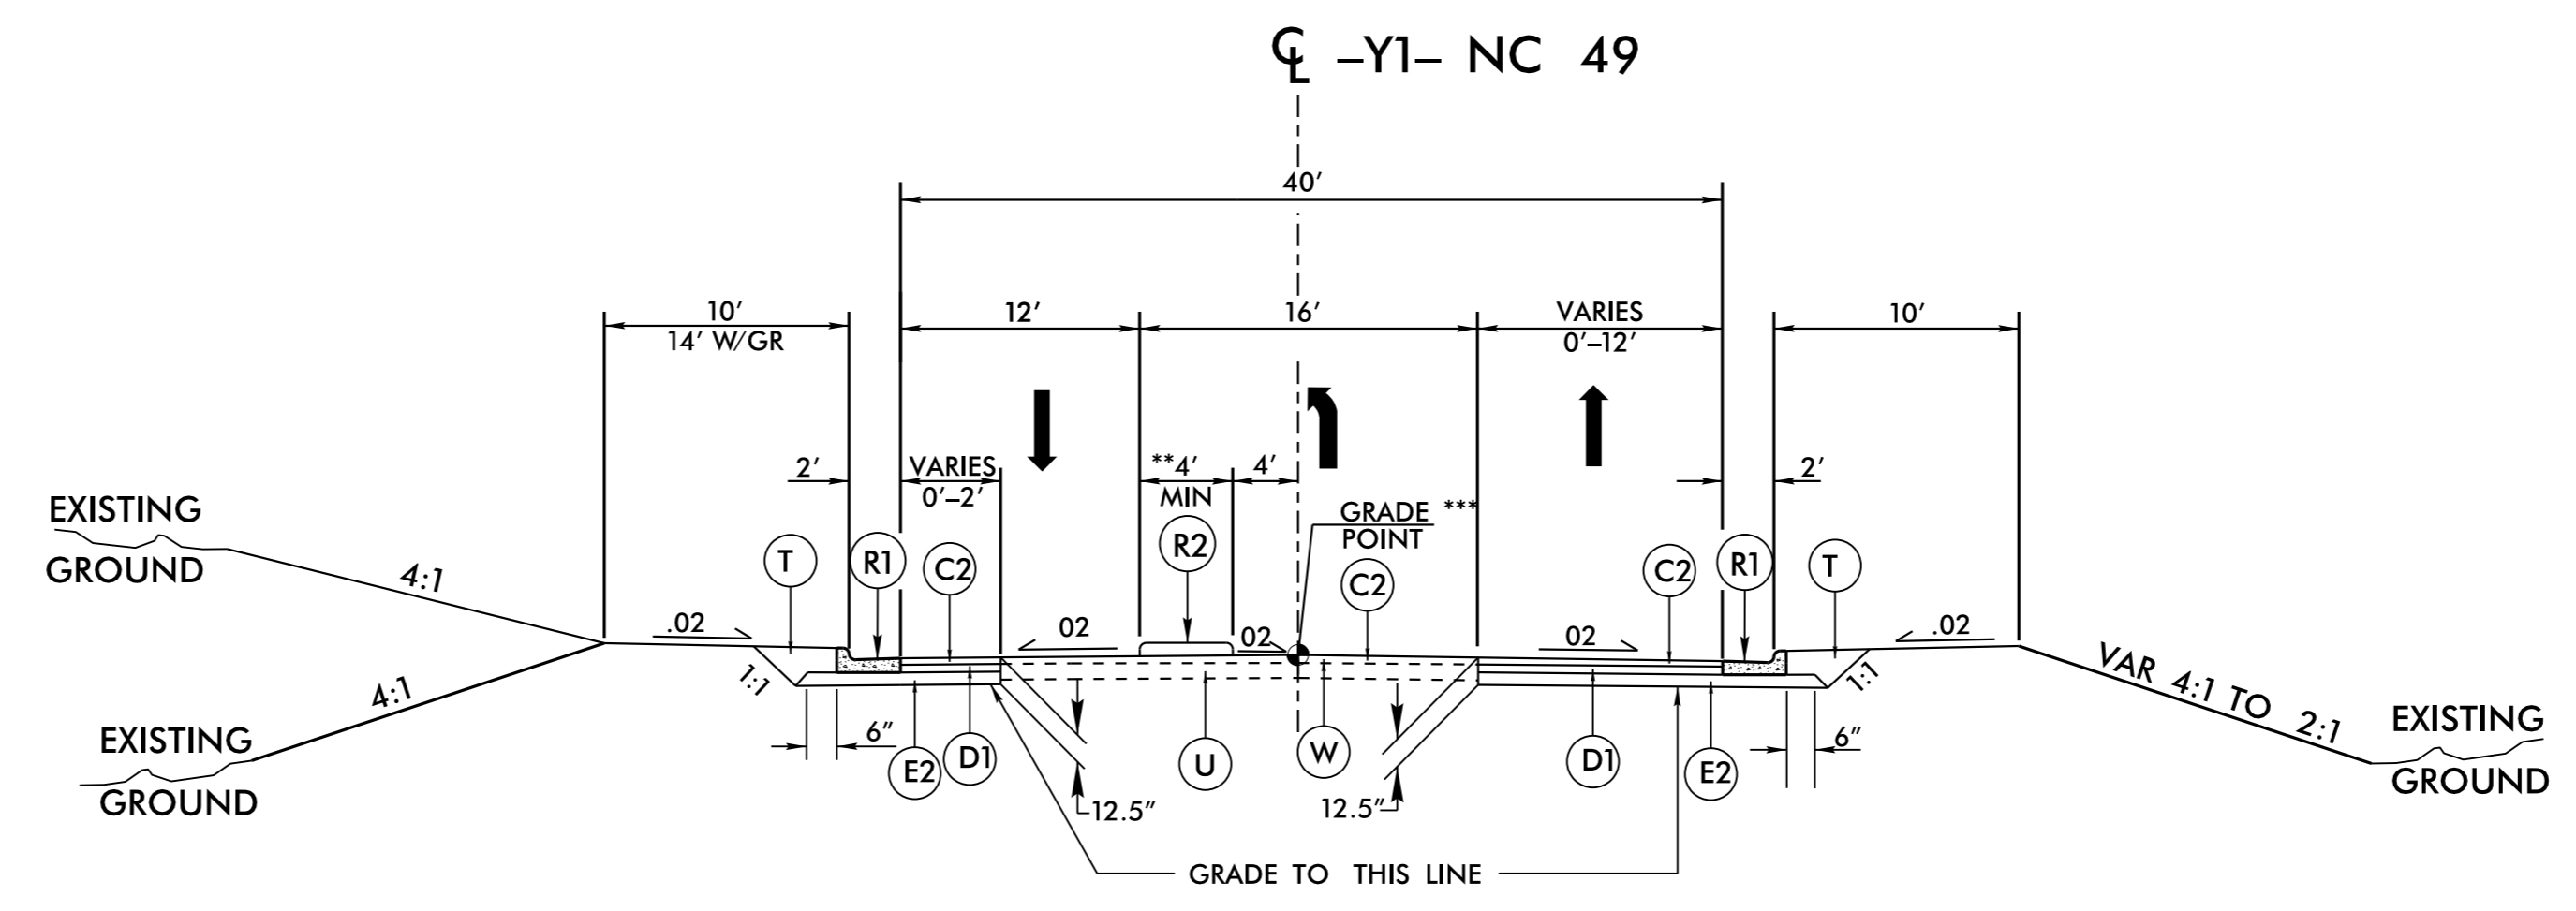 ℄ –Y1– NC 49
40'
10'
14' W/GR
12'
16'
VARIES
0'–12'
10'
2'
VARIES
0'–2'
**4'
MIN
4'
GRADE ***
POINT
2'
EXISTING
GROUND
4:1
T
R1
C2
R2
C2
C2
R1
T
.02
02
02
02
.02
1:1
1:1
4:1
EXISTING
GROUND
VAR 4:1 TO 2:1
EXISTING
GROUND
6"
E2
D1
U
W
D1
E2
6"
12.5"
12.5"
GRADE TO THIS LINE